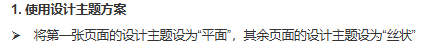 1. 使用设计主题方案
➢ 将第一张页面的设计主题设为“平面”，其余页面的设计主题设为“丝状”